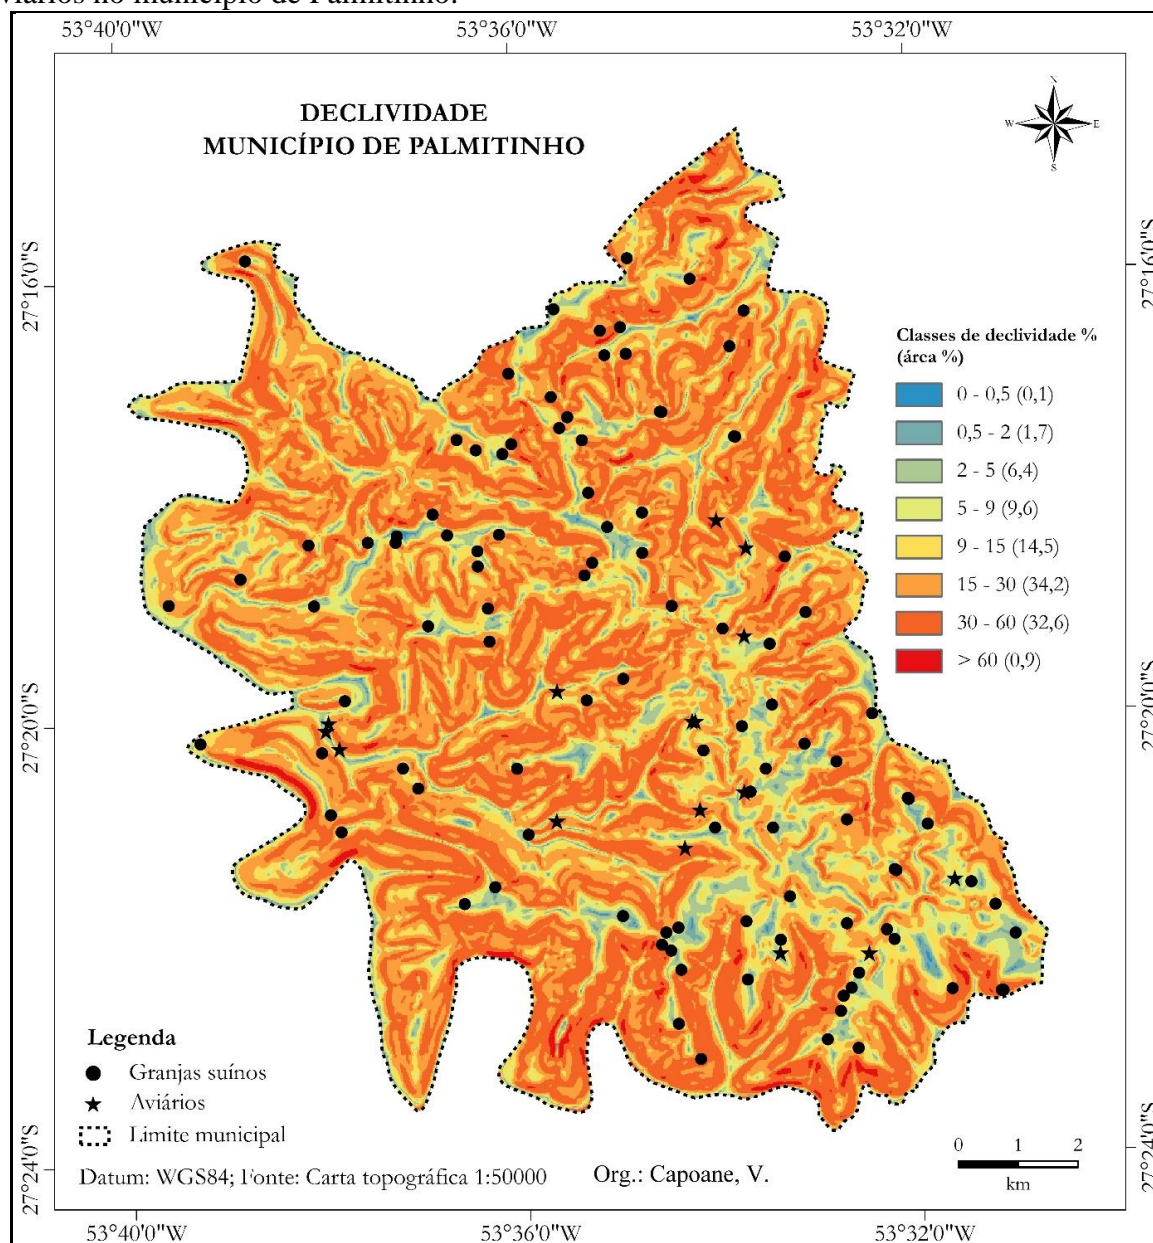 viários no município de Palmitinho.
53°40'0"W 53°36'0"W 53°32'0"W
DECLIVIDADE
MUNICÍPIO DE PALMITINHO
N
W E
S
27°16'0"S
27°16'0"S
Classes de declividade %
(área %)
0 - 0,5 (0,1)
0,5 - 2 (1,7)
2 - 5 (6,4)
5 - 9 (9,6)
9 - 15 (14,5)
15 - 30 (34,2)
30 - 60 (32,6)
> 60 (0,9)
27°20'0"S
27°20'0"S
Legenda
Granjas suínos
Aviários
Limite municipal
27°24'0"S
27°24'0"S
0 1 2
km
Datum: WGS84; Fonte: Carta topográfica 1:50000 Org.: Capoane, V.
53°40'0"W 53°36'0"W 53°32'0"W